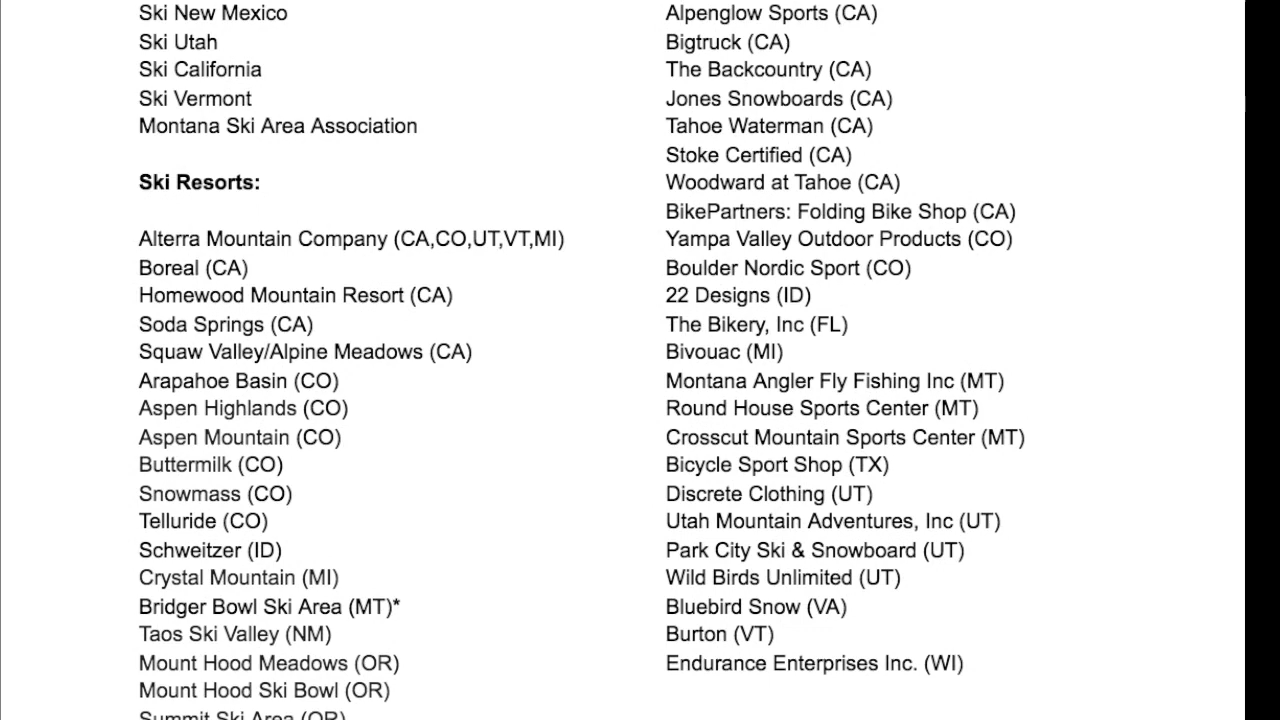 Ski New Mexico
Ski Utah
Ski California
Ski Vermont
Montana Ski Area Association
Ski Resorts:
Alterra Mountain Company (CA,CO,UT,VT,MI)
Boreal (CA)
Homewood Mountain Resort (CA)
Soda Springs (CA)
Squaw Valley/Alpine Meadows (CA)
Arapahoe Basin (CO)
Aspen Highlands (CO)
Aspen Mountain (CO)
Buttermilk (CO)
Snowmass (CO)
Telluride (CO)
Schweitzer (ID)
Crystal Mountain (MI)
Bridger Bowl Ski Area (MT)*
Taos Ski Valley (NM)
Mount Hood Meadows (OR)
Mount Hood Ski Bowl (OR)
Summit Ski Area (OR)
Alpenglow Sports (CA)
Bigtruck (CA)
The Backcountry (CA)
Jones Snowboards (CA)
Tahoe Waterman (CA)
Stoke Certified (CA)
Woodward at Tahoe (CA)
BikePartners: Folding Bike Shop (CA)
Yampa Valley Outdoor Products (CO)
Boulder Nordic Sport (CO)
22 Designs (ID)
The Bikery, Inc (FL)
Bivouac (MI)
Montana Angler Fly Fishing Inc (MT)
Round House Sports Center (MT)
Crosscut Mountain Sports Center (MT)
Bicycle Sport Shop (TX)
Discrete Clothing (UT)
Utah Mountain Adventures, Inc (UT)
Park City Ski & Snowboard (UT)
Wild Birds Unlimited (UT)
Bluebird Snow (VA)
Burton (VT)
Endurance Enterprises Inc. (WI)